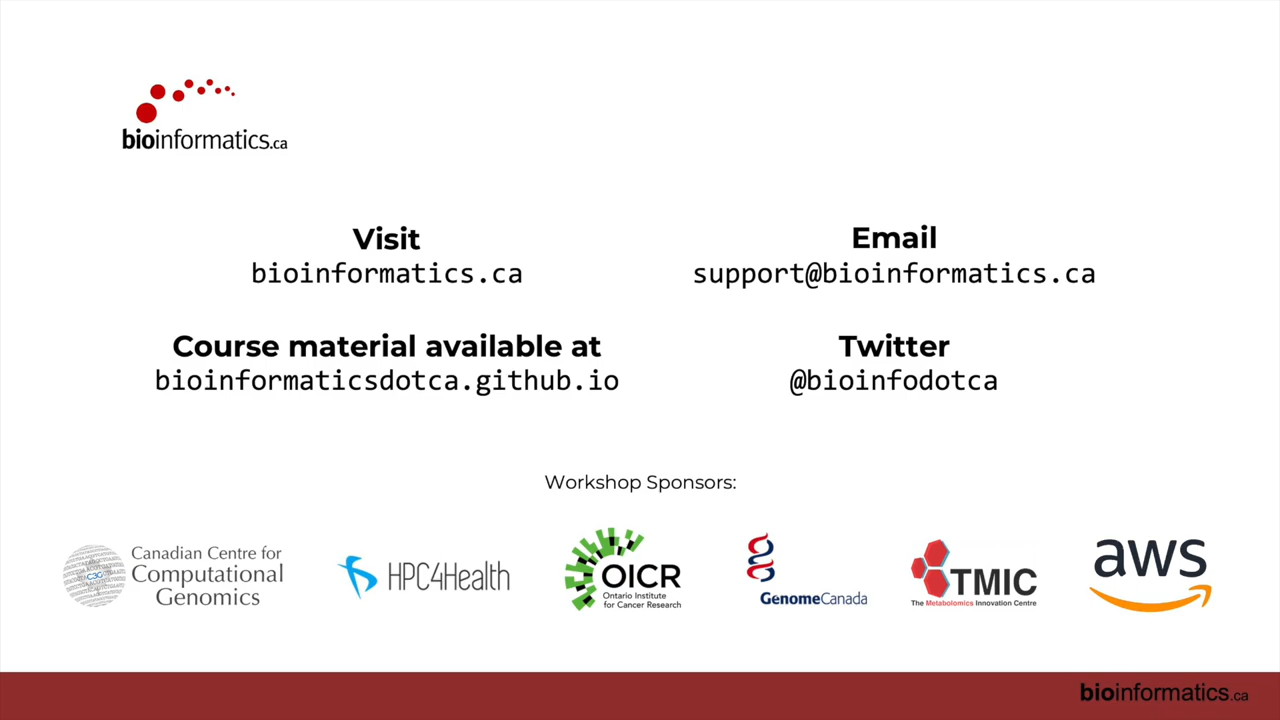 bioinformatics.ca
Visit
bioinformatics.ca
Email
support@bioinformatics.ca
Course material available at
bioinformaticsdotca.github.io
Twitter
@bioinfodotca
Workshop Sponsors:
C3G
Canadian Centre for
Computational
Genomics
HPC4Health
OICR
Ontario Institute
for Cancer Research
GenomeCanada
TMIC
The Metabolomics Innovation Centre
aws
bioinformatics.ca